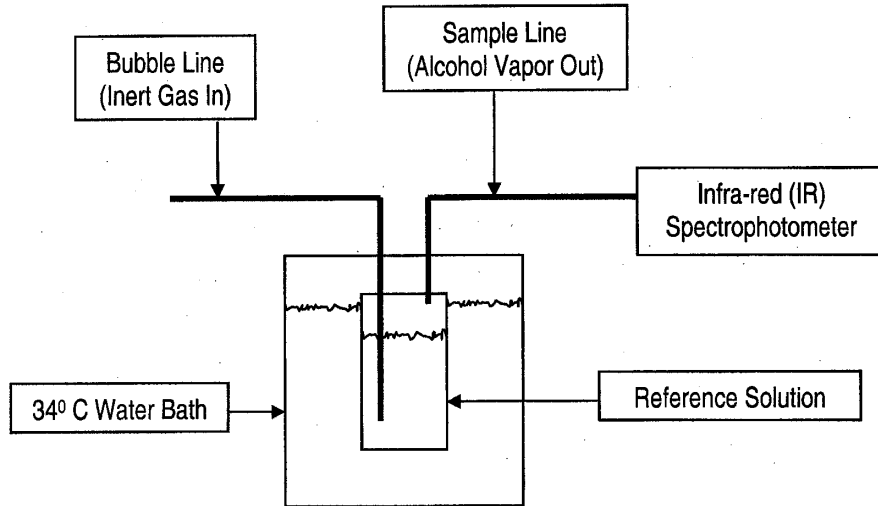 Bubble Line
(Inert Gas In)
Sample Line
(Alcohol Vapor Out)
Infra-red (IR)
Spectrophotometer
34⁰ C Water Bath
Reference Solution